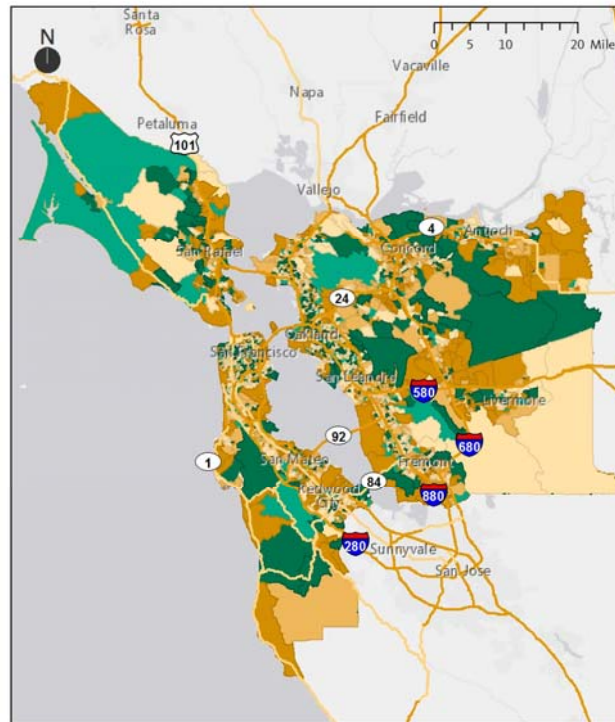 Santa
Rosa
0 5 10 20 Mile
N
Vacaville
Napa
Fairfield
Petaluma
101
Vallejo
4
Antioch
Concord
San Rafael
24
Oakland
San Francisco
San Leandro
580
Livermore
92
680
1
San Mateo
Fremont
84
Redwood
City
880
280
Sunnyvale
San Jose